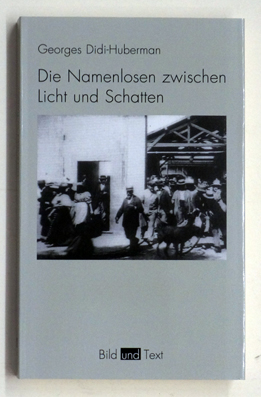 Georges Didi-Huberman
Die Namenlosen zwischen
Licht und Schatten
Bild und Text